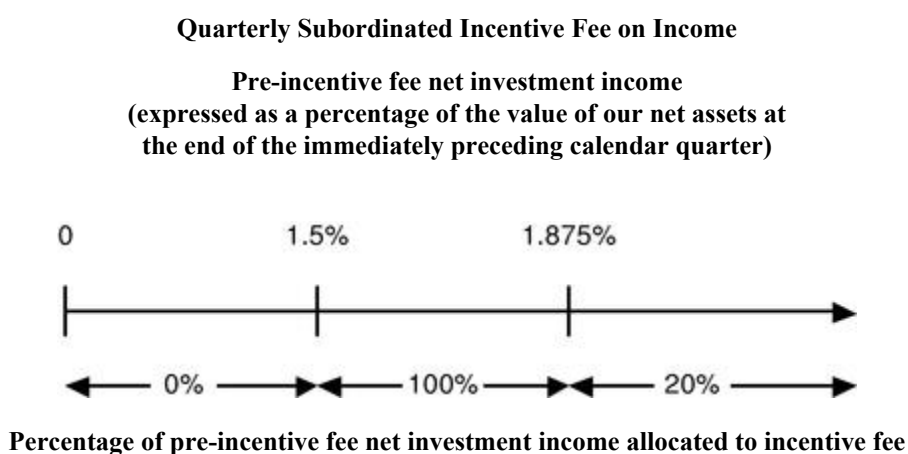 Quarterly Subordinated Incentive Fee on Income
Pre-incentive fee net investment income
(expressed as a percentage of the value of our net assets at
the end of the immediately preceding calendar quarter)
0 1.5% 1.875%
0% 100% 20%
Percentage of pre-incentive fee net investment income allocated to incentive fee